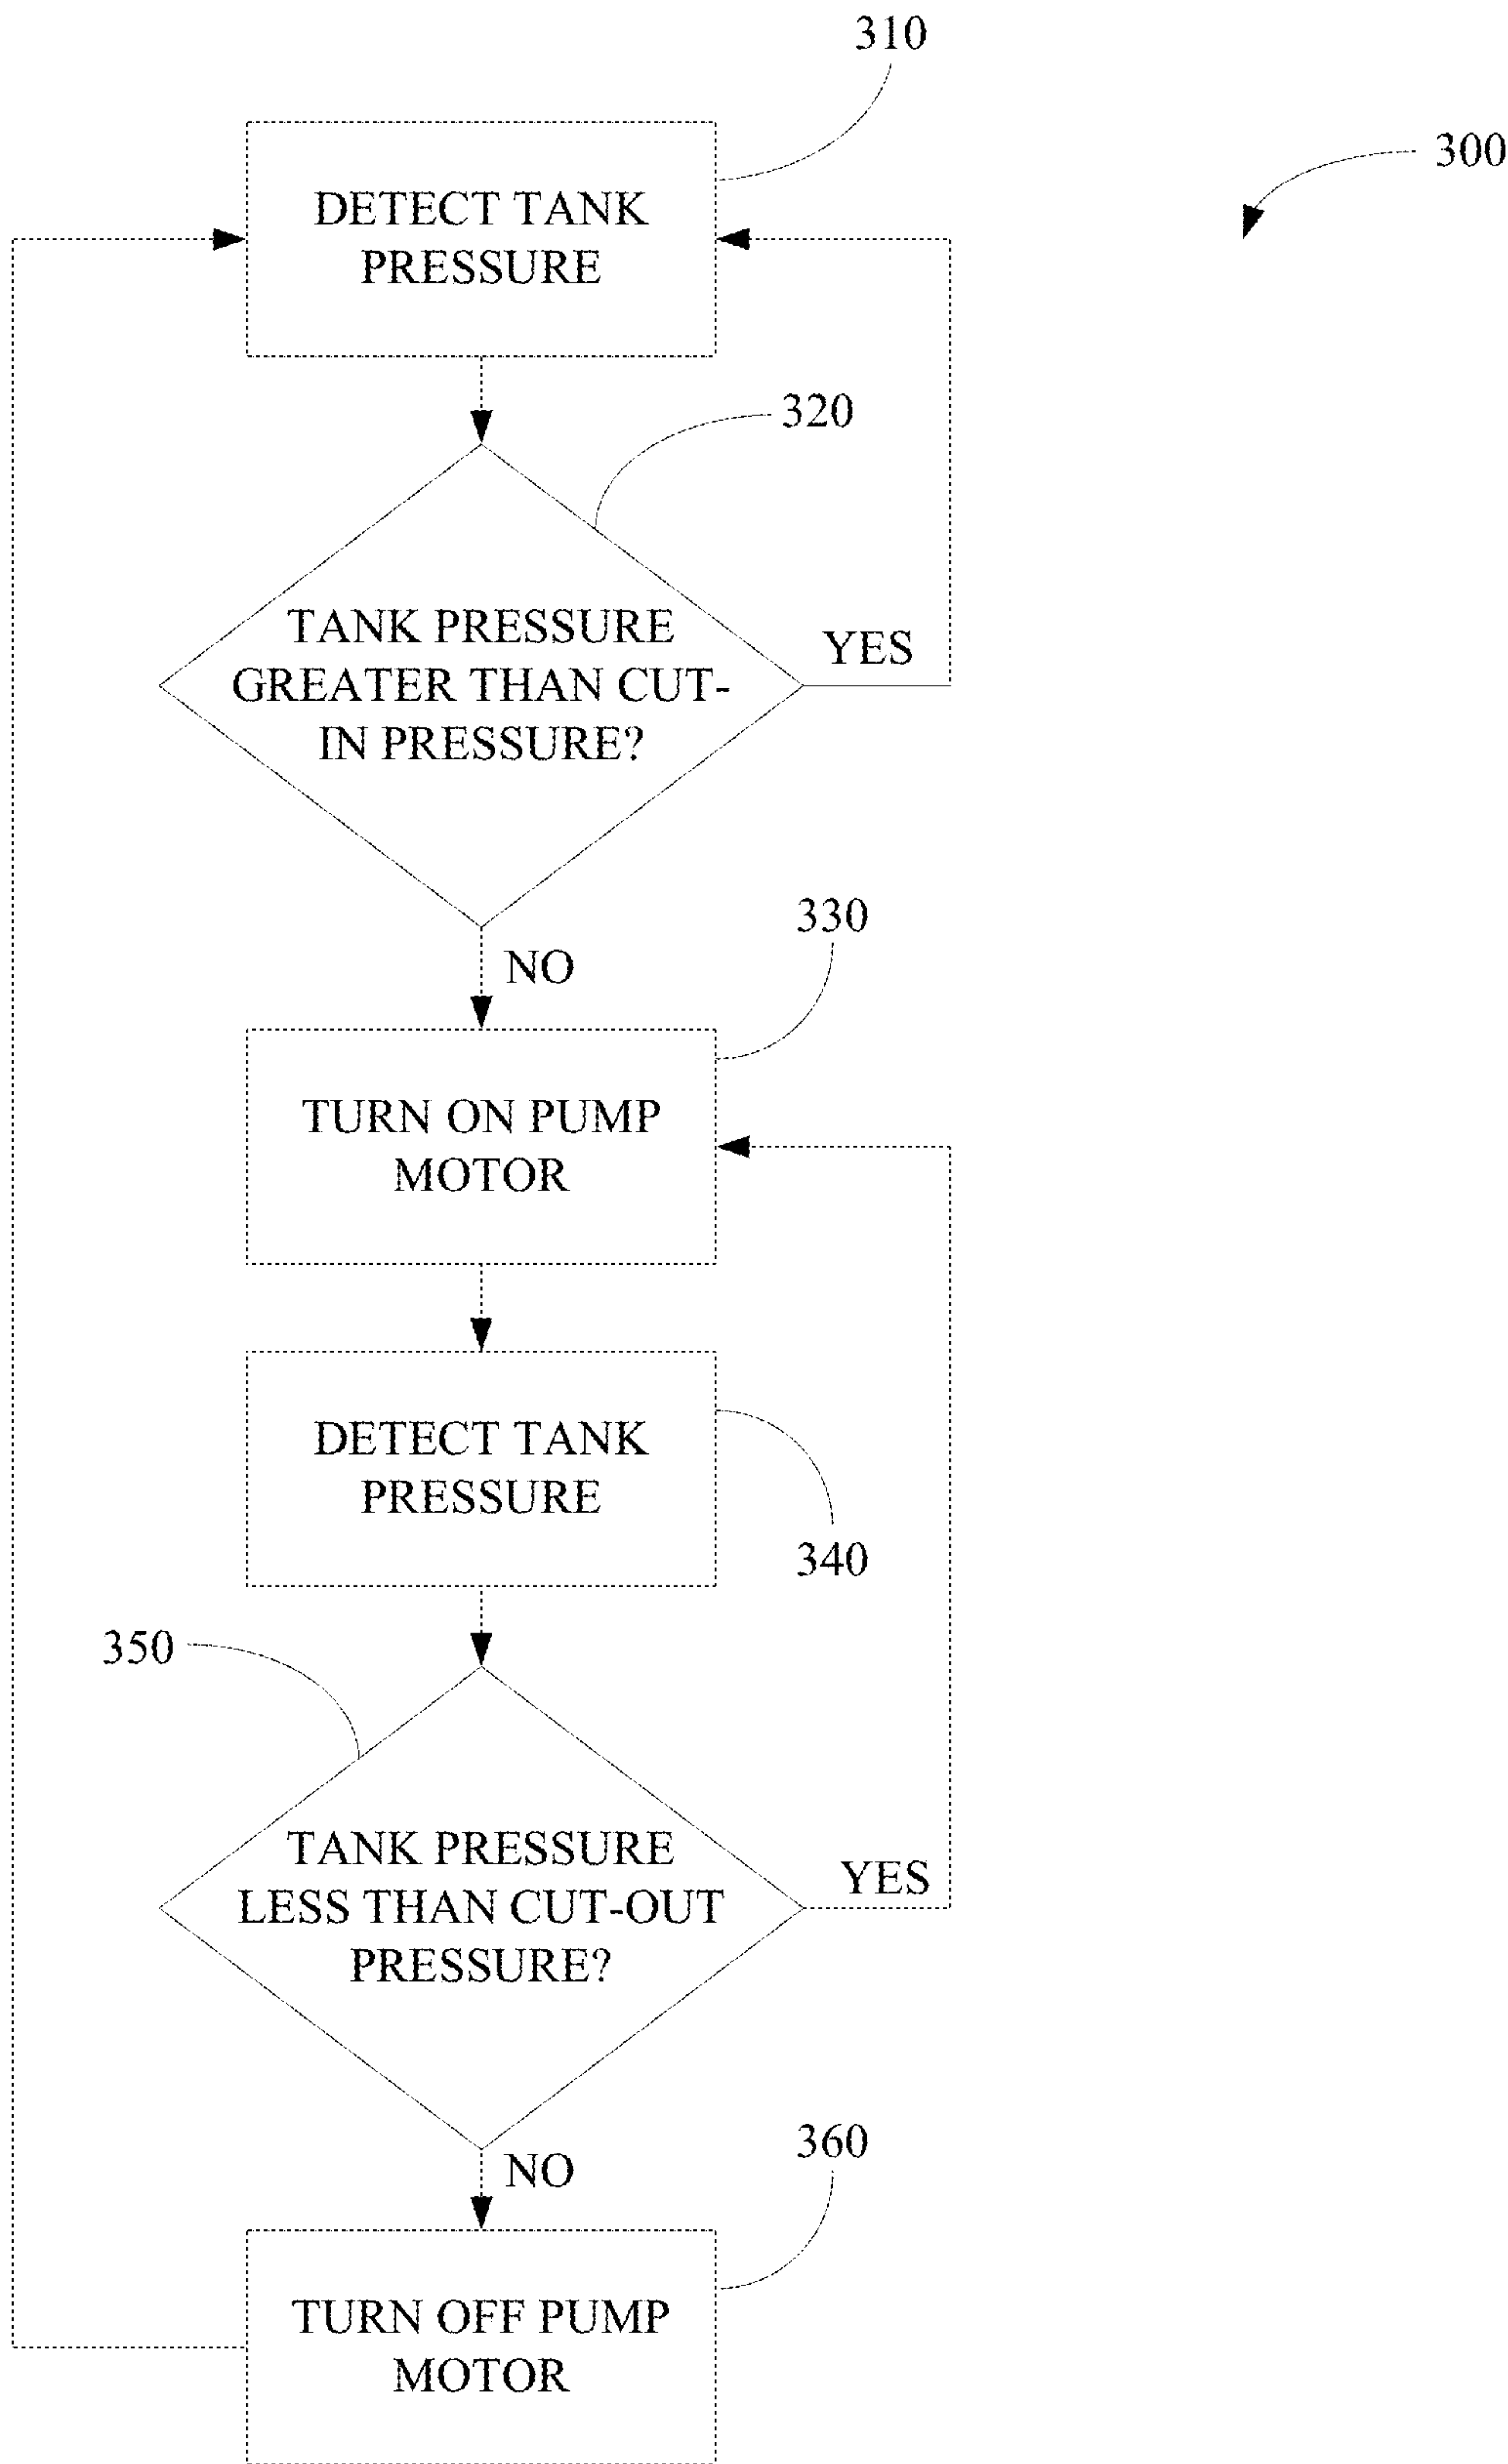 310
300
DETECT TANK
PRESSURE
320
TANK PRESSURE
GREATER THAN CUT-
IN PRESSURE?
YES
NO
330
TURN ON PUMP
MOTOR
DETECT TANK
PRESSURE
340
350
TANK PRESSURE
LESS THAN CUT-OUT
PRESSURE?
YES
NO
360
TURN OFF PUMP
MOTOR